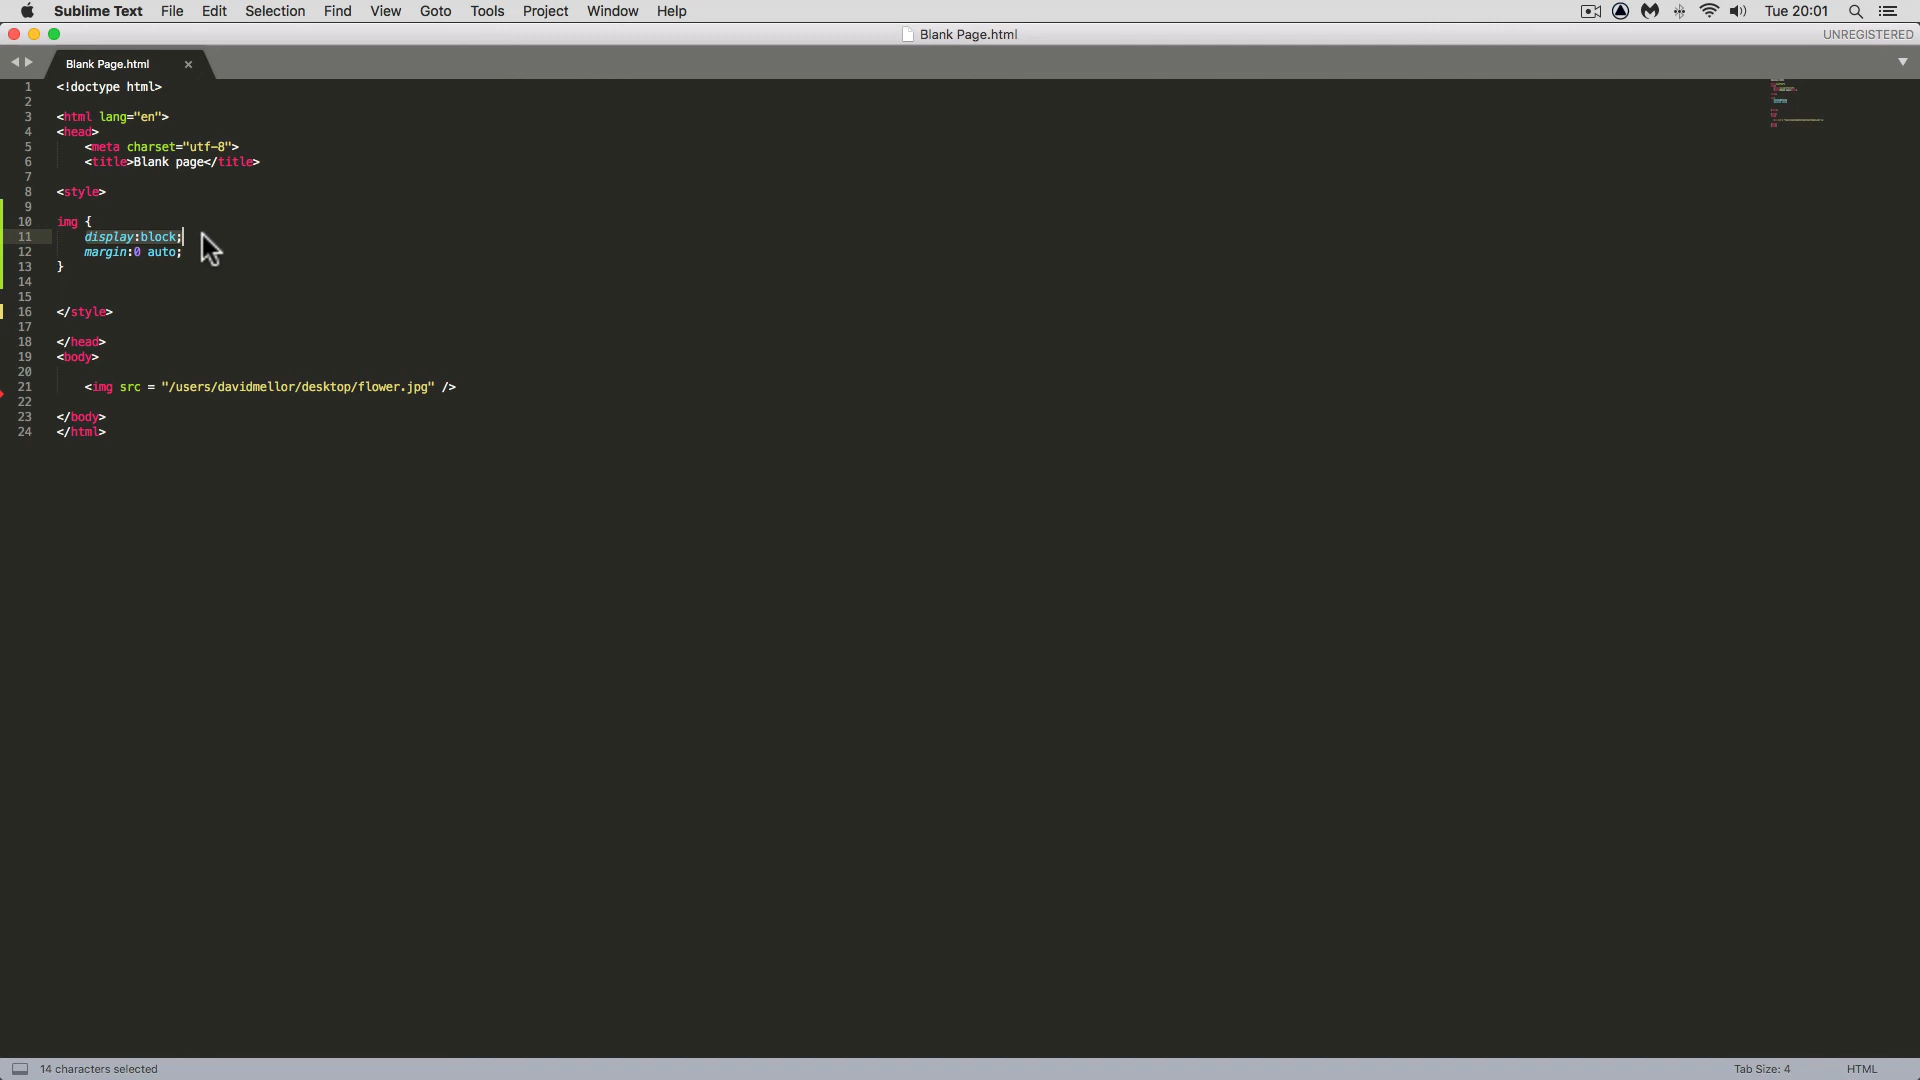 Sublime Text File Edit Selection Find View Goto Tools Project Window Help Tue 20:01
Blank Page.html UNREGISTERED
Blank Page.html ×
1 <!doctype html>
2
3 <html lang="en">
4 <head>
5 <meta charset="utf-8">
6 <title>Blank page</title>
7
8 <style>
9
10 img {
11 display:block;
12 margin:0 auto;
13 }
14
15
16 </style>
17
18 </head>
19 <body>
20
21 <img src = "/users/davidmellor/desktop/flower.jpg" />
22
23 </body>
24 </html>
14 characters selected Tab Size: 4 HTML